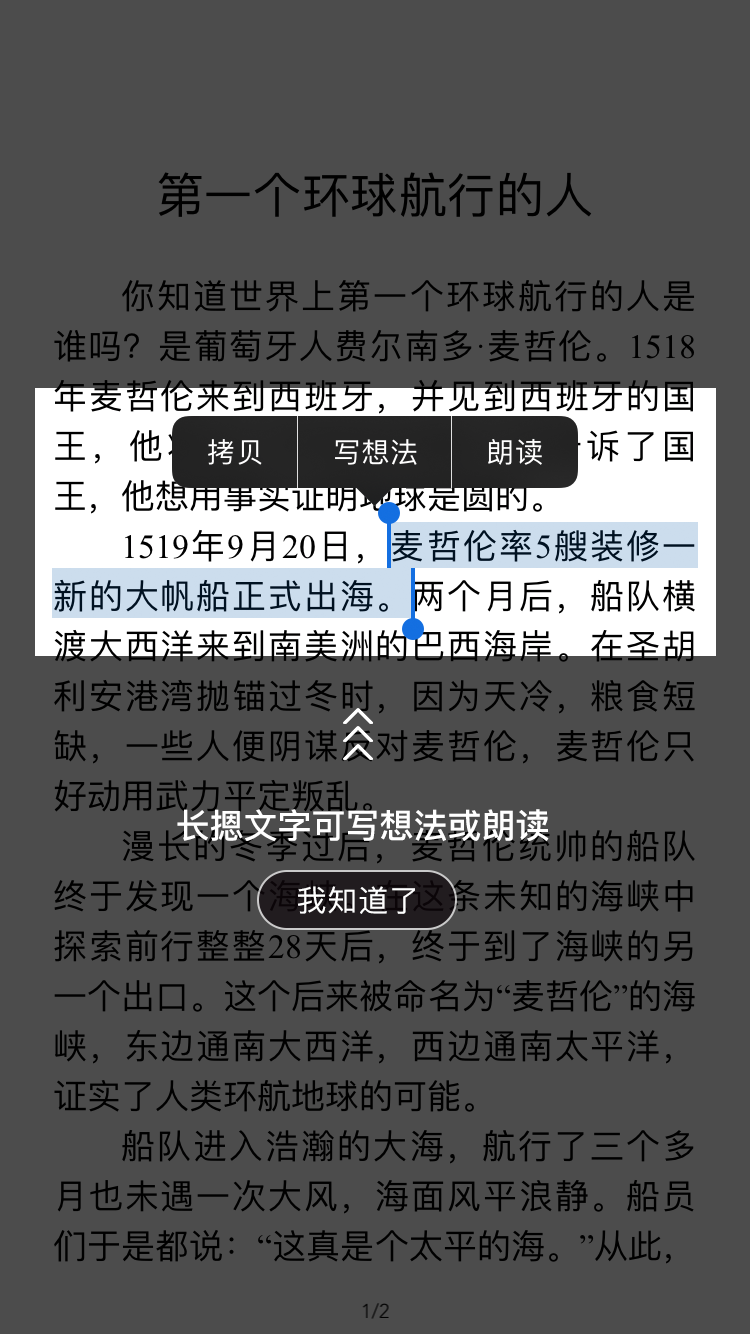 第一个环球航行的人
你知道世界上第一个环球航行的人是
谁吗？是葡萄牙人费尔南多·麦哲伦。1518
年麦哲伦来到西班牙，并见到西班牙的国
王，他
诉了国
拷贝 写想法 朗读
王，他想用事实证明地球是圆的。
1519年9月20日，麦哲伦率5艘装修一
新的大帆船正式出海。两个月后，船队横
渡大西洋来到南美洲的巴西海岸。在圣胡
利安港湾抛锚过冬时，因为天冷，粮食短
缺，一些人便阴谋反对麦哲伦，麦哲伦只
好动用武力平定叛乱。
长摁文字可写想法或朗读
漫长的冬季过后，麦哲伦统帅的船队
终于发现一个海峡。在这条未知的海峡中
我知道了
探索前行整整28天后，终于到了海峡的另
一个出口。这个后来被命名为“麦哲伦”的海
峡，东边通南大西洋，西边通南太平洋，
证实了人类环航地球的可能。
船队进入浩瀚的大海，航行了三个多
月也未遇一次大风，海面风平浪静。船员
们于是都说：“这真是个太平的海。”从此，
1/2